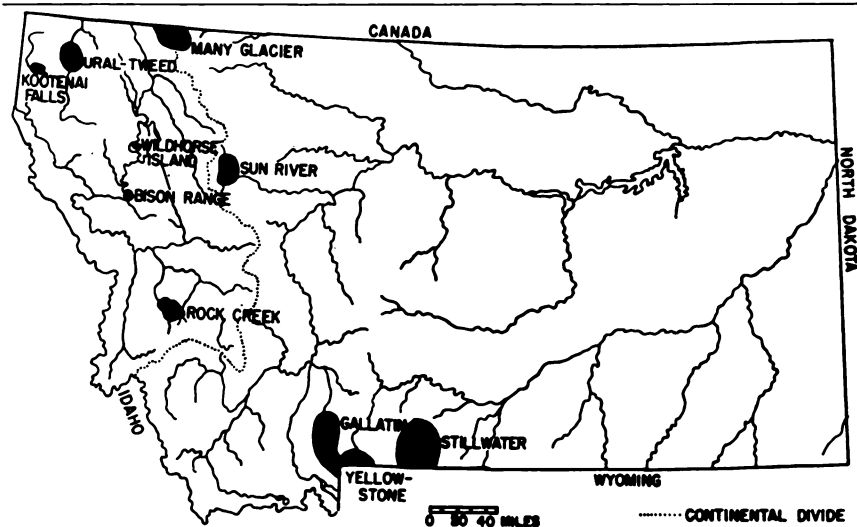 CANADA
MANY GLACIER
URAL-TWEED
KOOTENAI
FALLS
WILDHORSE
ISLAND
SUN RIVER
BISON RANGE
NORTH DAKOTA
ROCK CREEK
IDAHO
GALLATIN
STILLWATER
YELLOW-
STONE
WYOMING
0 20 40 MILES
CONTINENTAL DIVIDE